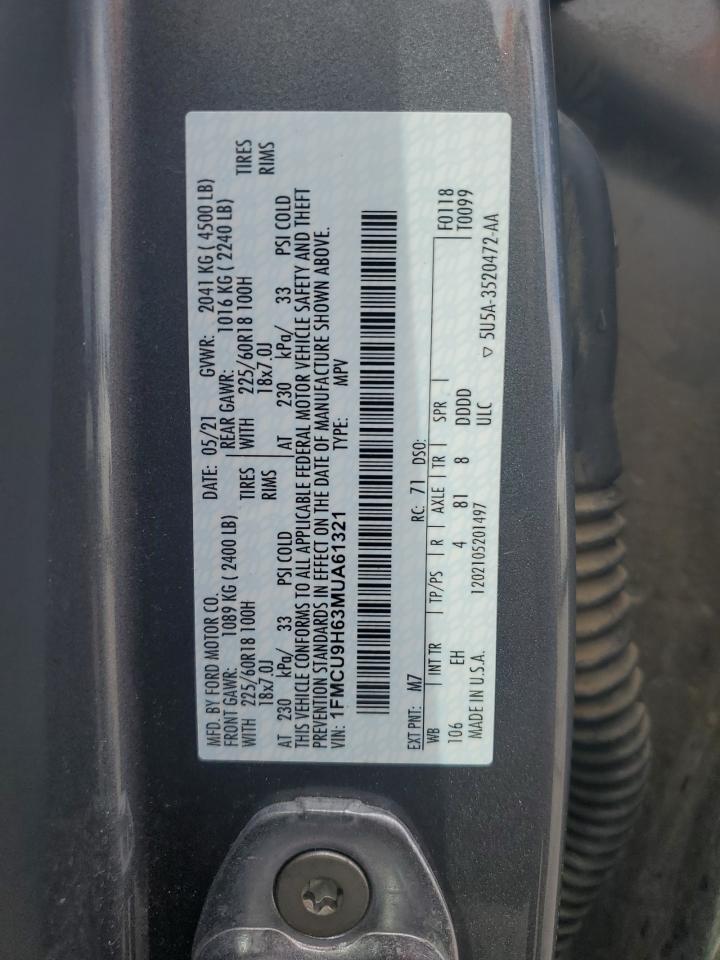 MFD. BY FORD MOTOR CO. DATE: 05/21 GVWR: 2041 KG ( 4500 LB)
FRONT GAWR: 1089 KG ( 2400 LB) REAR GAWR: 1016 KG ( 2240 LB)
WITH 225/60R18 100H TIRES WITH 225/60R18 100H TIRES
18x7.0J RIMS 18x7.0J RIMS
AT 230 kPa/ 33 PSI COLD AT 230 kPa/ 33 PSI COLD
THIS VEHICLE CONFORMS TO ALL APPLICABLE FEDERAL MOTOR VEHICLE SAFETY AND THEFT
PREVENTION STANDARDS IN EFFECT ON THE DATE OF MANUFACTURE SHOWN ABOVE.
VIN: 1FMCU9H63MUA61321 TYPE: MPV
EXT PNT: M7 RC: 71 DSO: F0118
WB INT TR TP/PS R AXLE TR SPR T0099
106 EH 4 81 8 DDDD
MADE IN U.S.A. 1202105201497 ULC ▽ 5U5A-3520472-AA